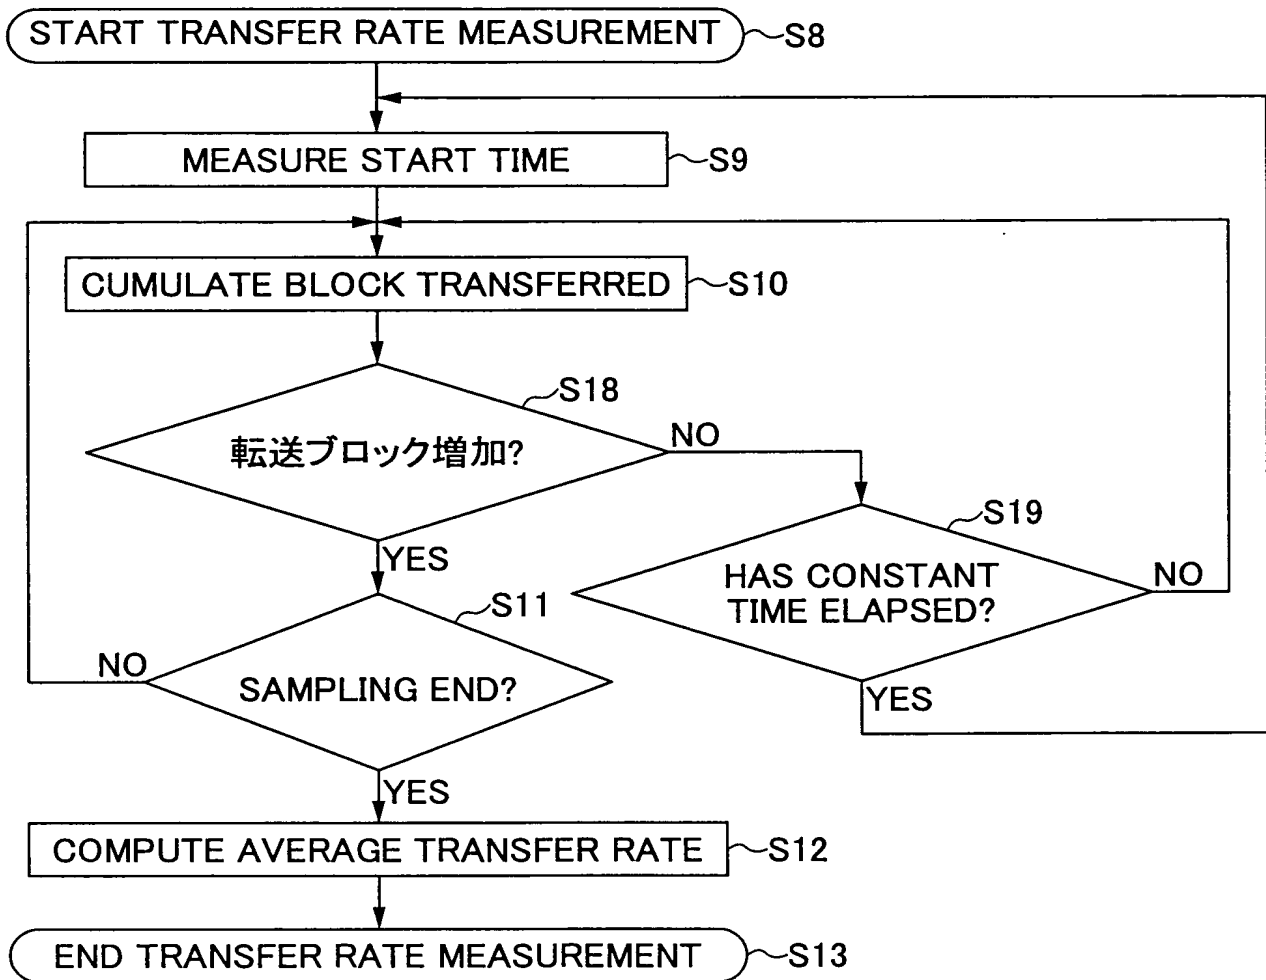 START TRANSFER RATE MEASUREMENT
S8
MEASURE START TIME
S9
CUMULATE BLOCK TRANSFERRED
S10
S18
転送ブロック増加?
NO
YES
S19
HAS CONSTANT
TIME ELAPSED?
NO
YES
S11
NO
SAMPLING END?
YES
COMPUTE AVERAGE TRANSFER RATE
S12
END TRANSFER RATE MEASUREMENT
S13